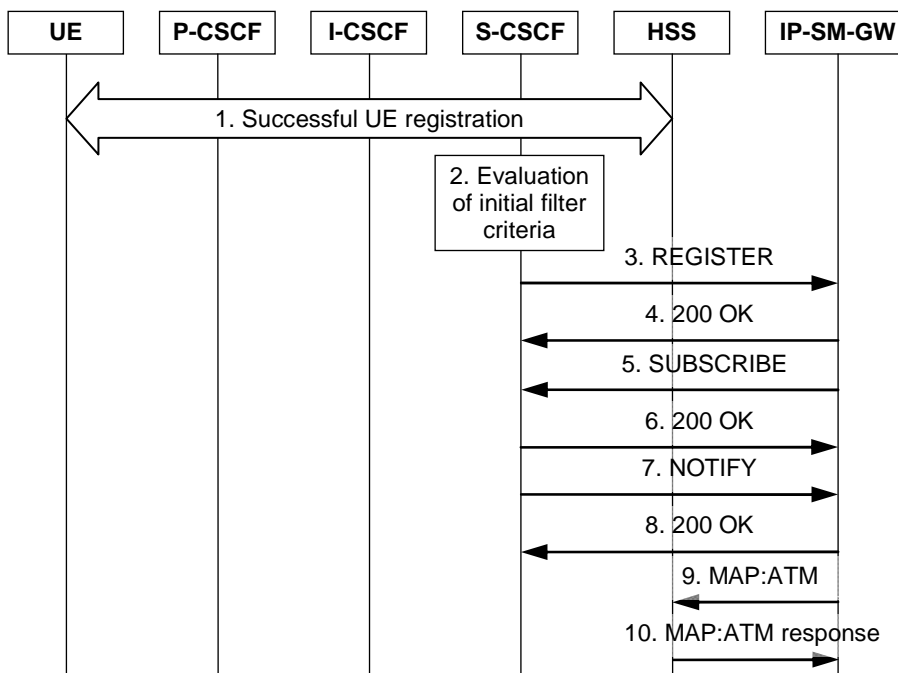 UE P-CSCF I-CSCF S-CSCF HSS IP-SM-GW
1. Successful UE registration
2. Evaluation
of initial filter
criteria
3. REGISTER
4. 200 OK
5. SUBSCRIBE
6. 200 OK
7. NOTIFY
8. 200 OK
9. MAP:ATM
10. MAP:ATM response